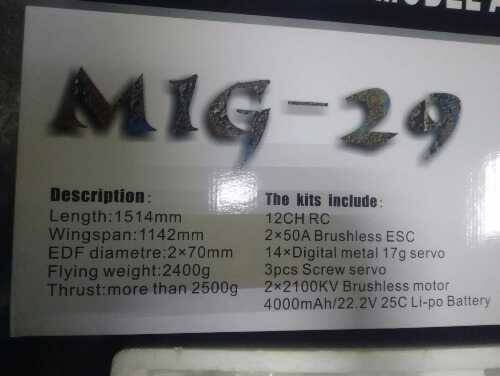 MODEL A
MIG-29
Description:
Length:1514mm
Wingspan:1142mm
EDF diametre:2×70mm
Flying weight:2400g
Thrust:more than 2500g
The kits include:
12CH RC
2×50A Brushless ESC
14×Digital metal 17g servo
3pcs Screw servo
2×2100KV Brushless motor
4000mAh/22.2V 25C Li-po Battery